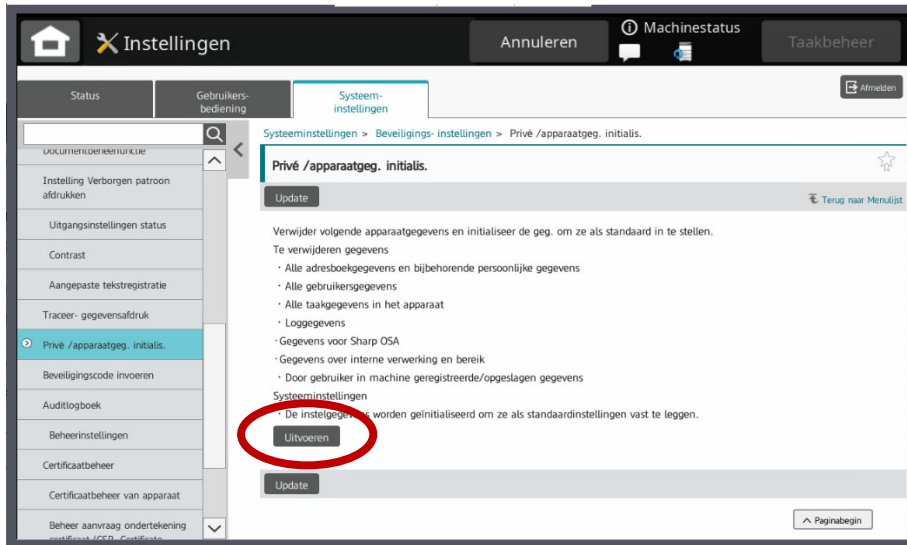 Instellingen
Annuleren
Machinestatus
Taakbeheer
Status
Gebruikers-
bediening
Systeem-
instellingen
Afmelden
Systeeminstellingen > Beveiligings- instellingen > Privé /apparaatgeg. initialis.
Documentbeheerfunctie
Instelling Verborgen patroon
afdrukken
Uitgangsinstellingen status
Contrast
Aangepaste tekstregistratie
Traceer- gegevensafdruk
Privé /apparaatgeg. initialis.
Beveiligingscode invoeren
Auditlogboek
Beheerinstellingen
Certificaatbeheer
Certificaatbeheer van apparaat
Beheer aanvraag ondertekening
certificaat (CSR, Certificate
Privé /apparaatgeg. initialis.
Update
Terug naar Menulijst
Verwijder volgende apparaatgegevens en initialiseer de geg. om ze als standaard in te stellen.
Te verwijderen gegevens
· Alle adresboekgegevens en bijbehorende persoonlijke gegevens
· Alle gebruikersgegevens
· Alle taakgegevens in het apparaat
· Loggegevens
·Gegevens voor Sharp OSA
·Gegevens over interne verwerking en bereik
· Door gebruiker in machine geregistreerde/opgeslagen gegevens
Systeeminstellingen
· De instelgegevens worden geïnitialiseerd om ze als standaardinstellingen vast te leggen.
Uitvoeren
Update
Paginabegin